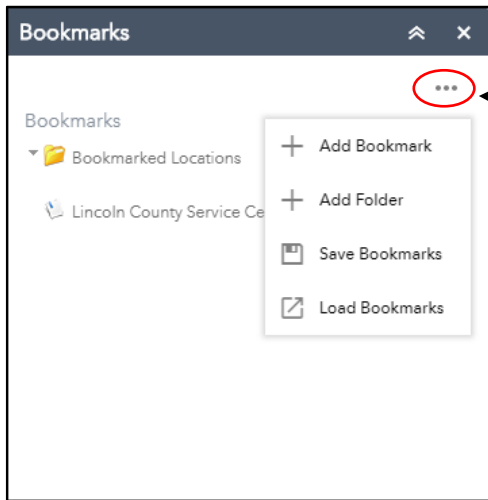 Bookmarks
Bookmarks
Bookmarked Locations
Lincoln County Service Ce
Add Bookmark
Add Folder
Save Bookmarks
Load Bookmarks